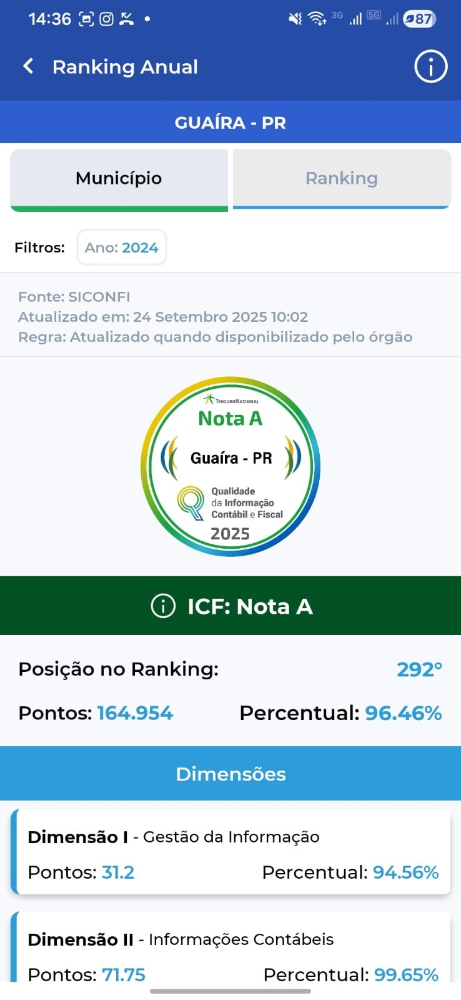 14:36
3G
5G
87
Ranking Anual
GUAÍRA - PR
Município
Ranking
Filtros:
Ano: 2024
Fonte: SICONFI
Atualizado em: 24 Setembro 2025 10:02
Regra: Atualizado quando disponibilizado pelo órgão
TESOURO NACIONAL
Nota A
Guaíra - PR
Qualidade
da Informação
Contábil e Fiscal
2025
ICF: Nota A
Posição no Ranking: 292°
Pontos: 164.954 Percentual: 96.46%
Dimensões
Dimensão I - Gestão da Informação
Pontos: 31.2 Percentual: 94.56%
Dimensão II - Informações Contábeis
Pontos: 71.75 Percentual: 99.65%